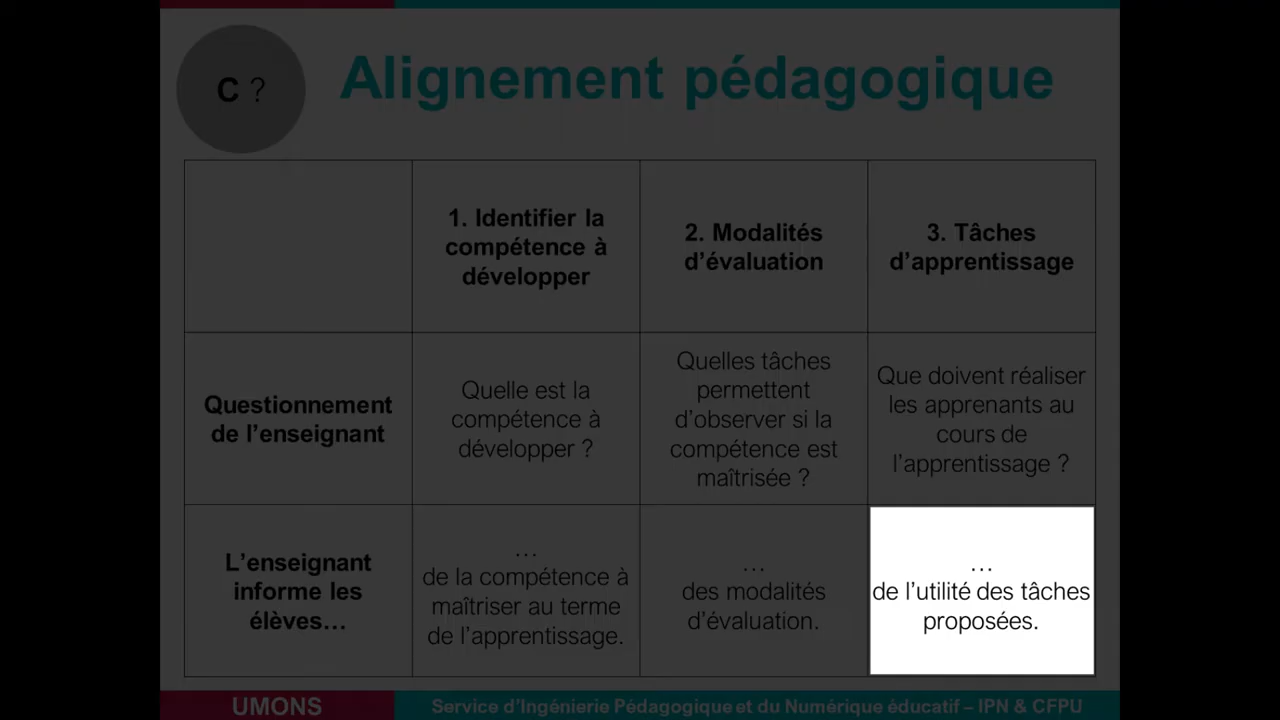 C ?
Alignement pédagogique
1. Identifier la
compétence à
développer
2. Modalités
d’évaluation
3. Tâches
d’apprentissage
Questionnement
de l’enseignant
Quelle est la
compétence à
développer ?
Quelles tâches
permettent
d’observer si la
compétence est
maîtrisée ?
Que doivent réaliser
les apprenants au
cours de
l’apprentissage ?
L’enseignant
informe les
élèves…
…
de la compétence à
maîtriser au terme
de l’apprentissage.
…
des modalités
d’évaluation.
…
de l’utilité des tâches
proposées.
UMONS
Service d’Ingénierie Pédagogique et du Numérique éducatif – IPN & CFPU